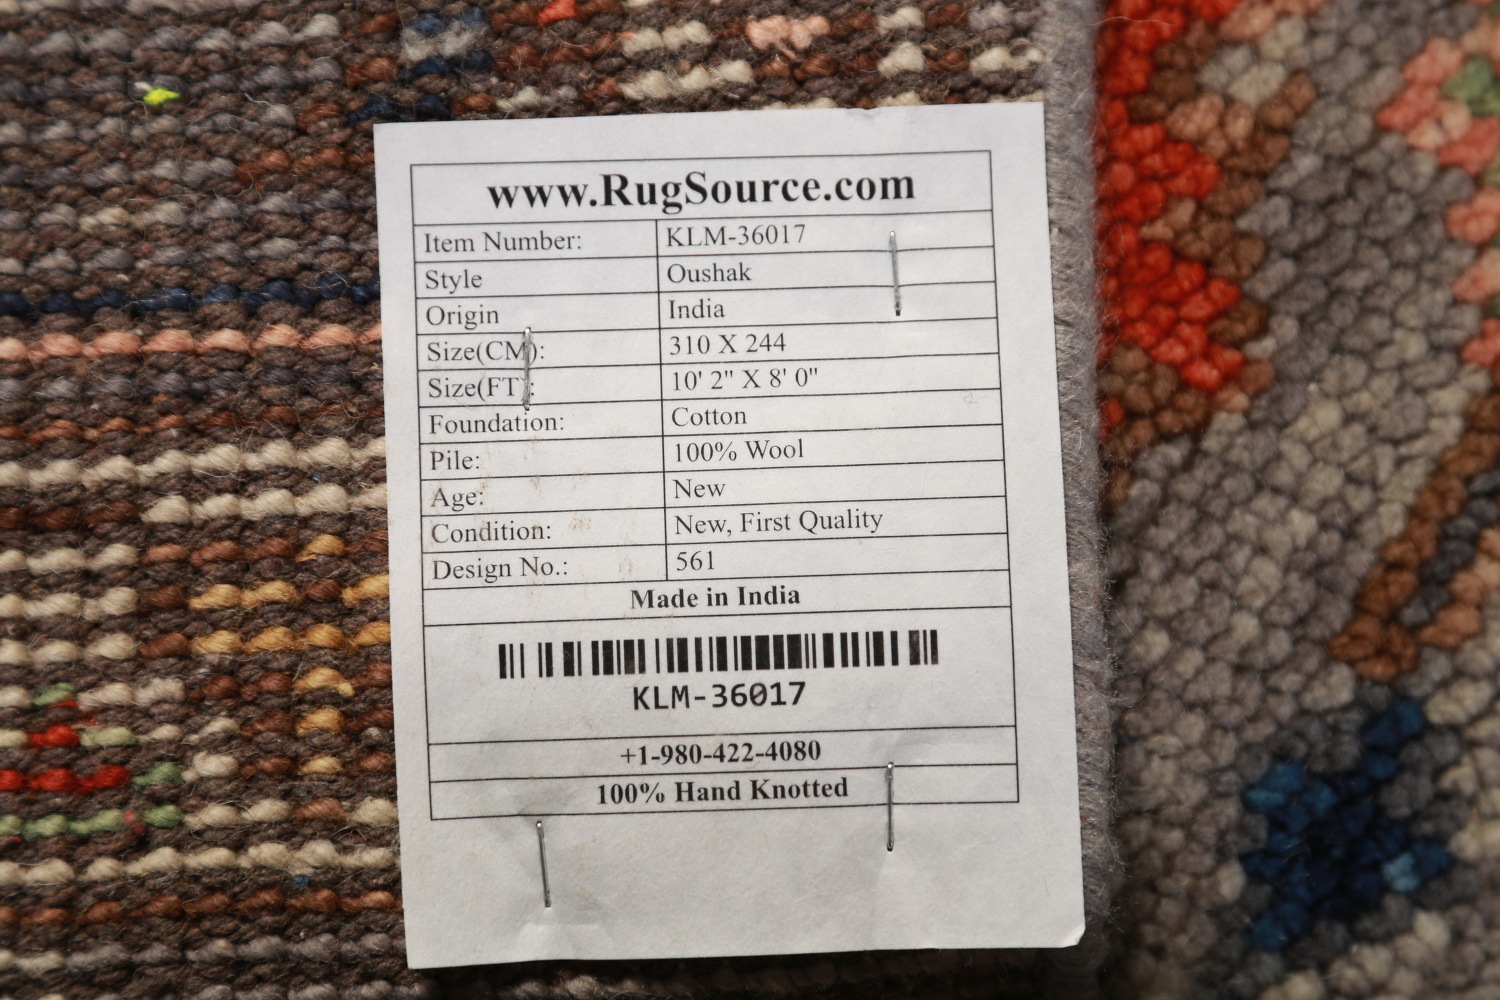 www.RugSource.com
Item Number: KLM-36017
Style Oushak
Origin India
Size(CM): 310 X 244
Size(FT): 10' 2" X 8' 0"
Foundation: Cotton
Pile: 100% Wool
Age: New
Condition: New, First Quality
Design No.: 561
Made in India
KLM-36017
+1-980-422-4080
100% Hand Knotted